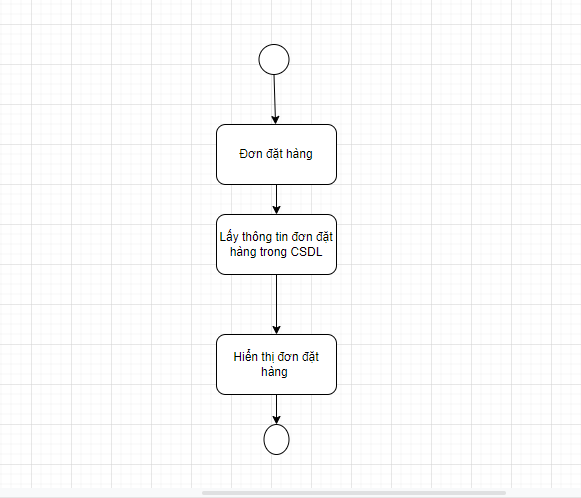 Đơn đặt hàng
Lấy thông tin đơn đặt
hàng trong CSDL
Hiển thị đơn đặt
hàng